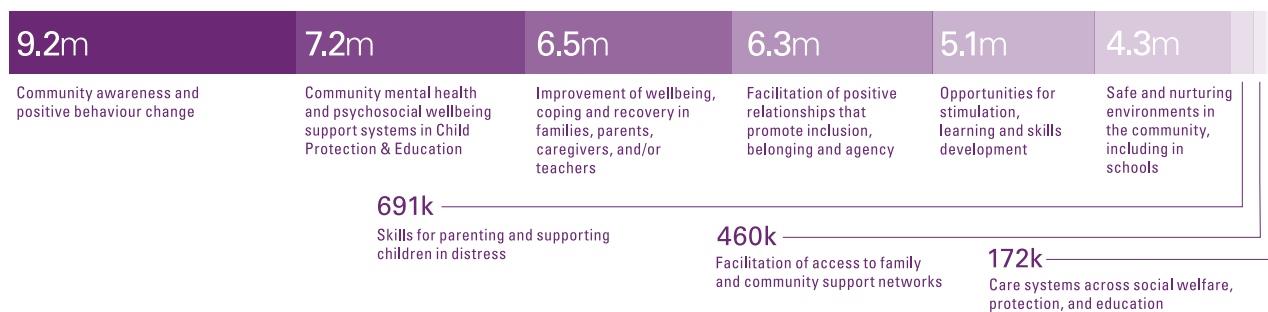 9.2m
Community awareness and
positive behaviour change
7.2m
Community mental health
and psychosocial wellbeing
support systems in Child
Protection & Education
6.5m
Improvement of wellbeing,
coping and recovery in
families, parents,
caregivers, and/or
teachers
6.3m
Facilitation of positive
relationships that
promote inclusion,
belonging and agency
5.1m
Opportunities for
stimulation,
learning and skills
development
4.3m
Safe and nurturing
environments in
the community,
including in
schools
691k
Skills for parenting and supporting
children in distress
460k
Facilitation of access to family
and community support networks
172k
Care systems across social welfare,
protection, and education